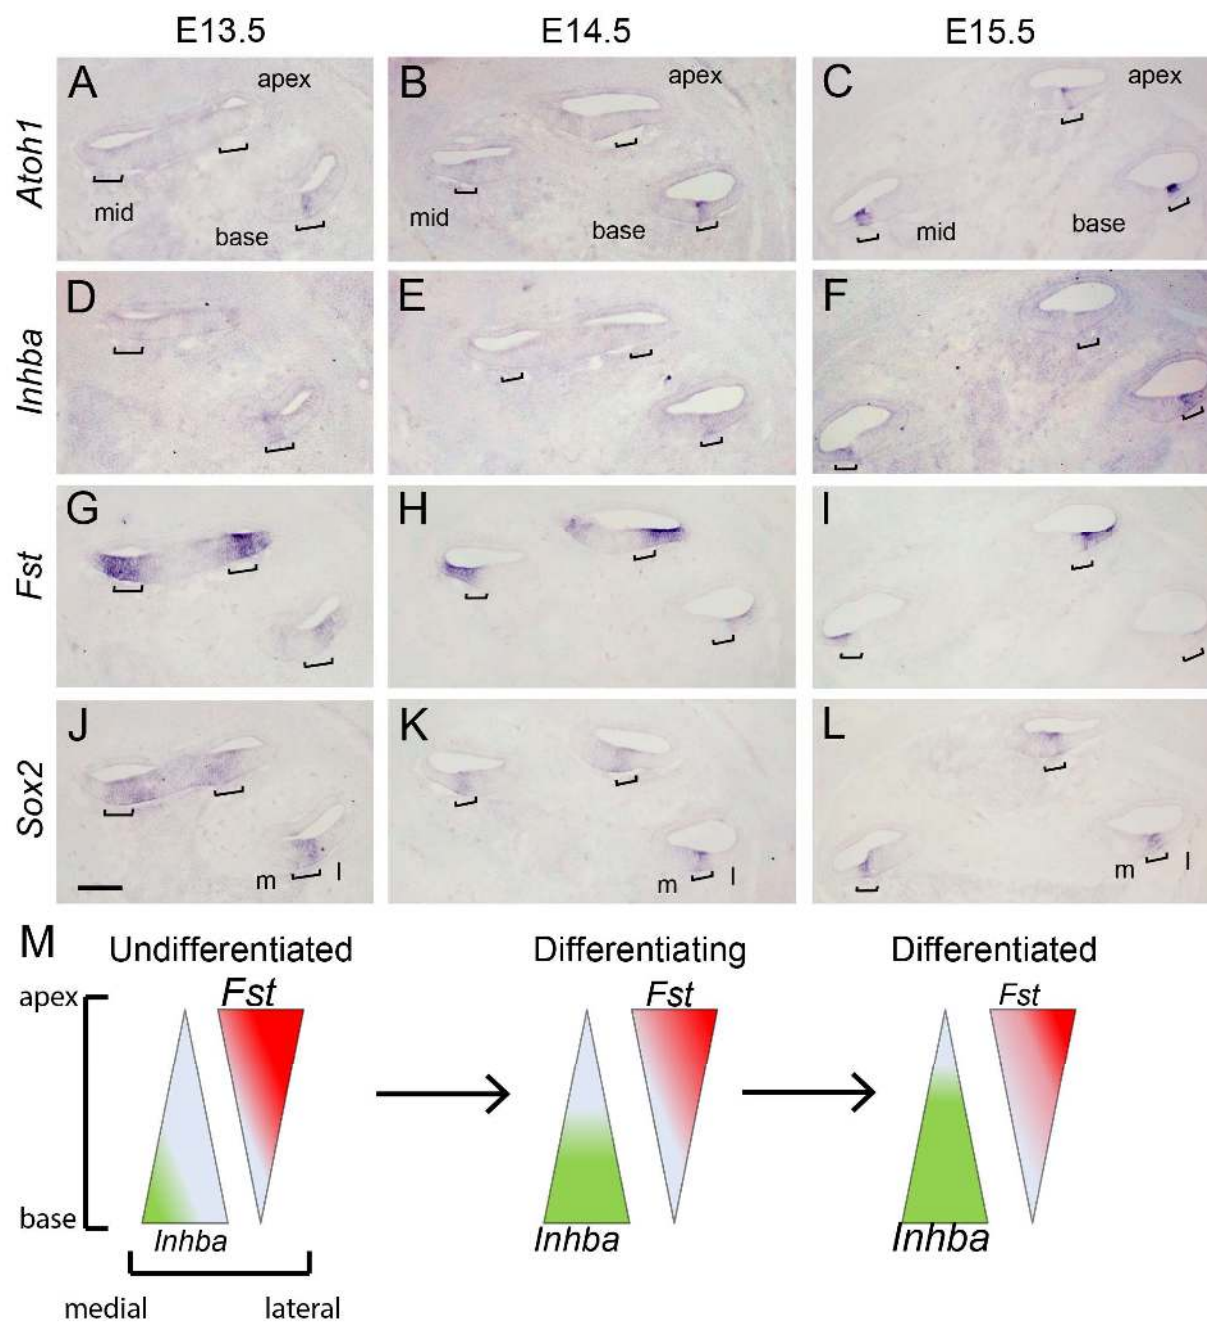 E13.5 E14.5 E15.5
Atoh1
A apex mid base
B apex mid base
C apex mid base
Inhba
D E F
Fst
G H I
Sox2
J m l
K m l
L m l
M
Undifferentiated Differentiating Differentiated
apex Fst Fst Fst
base Inhba Inhba Inhba
medial lateral